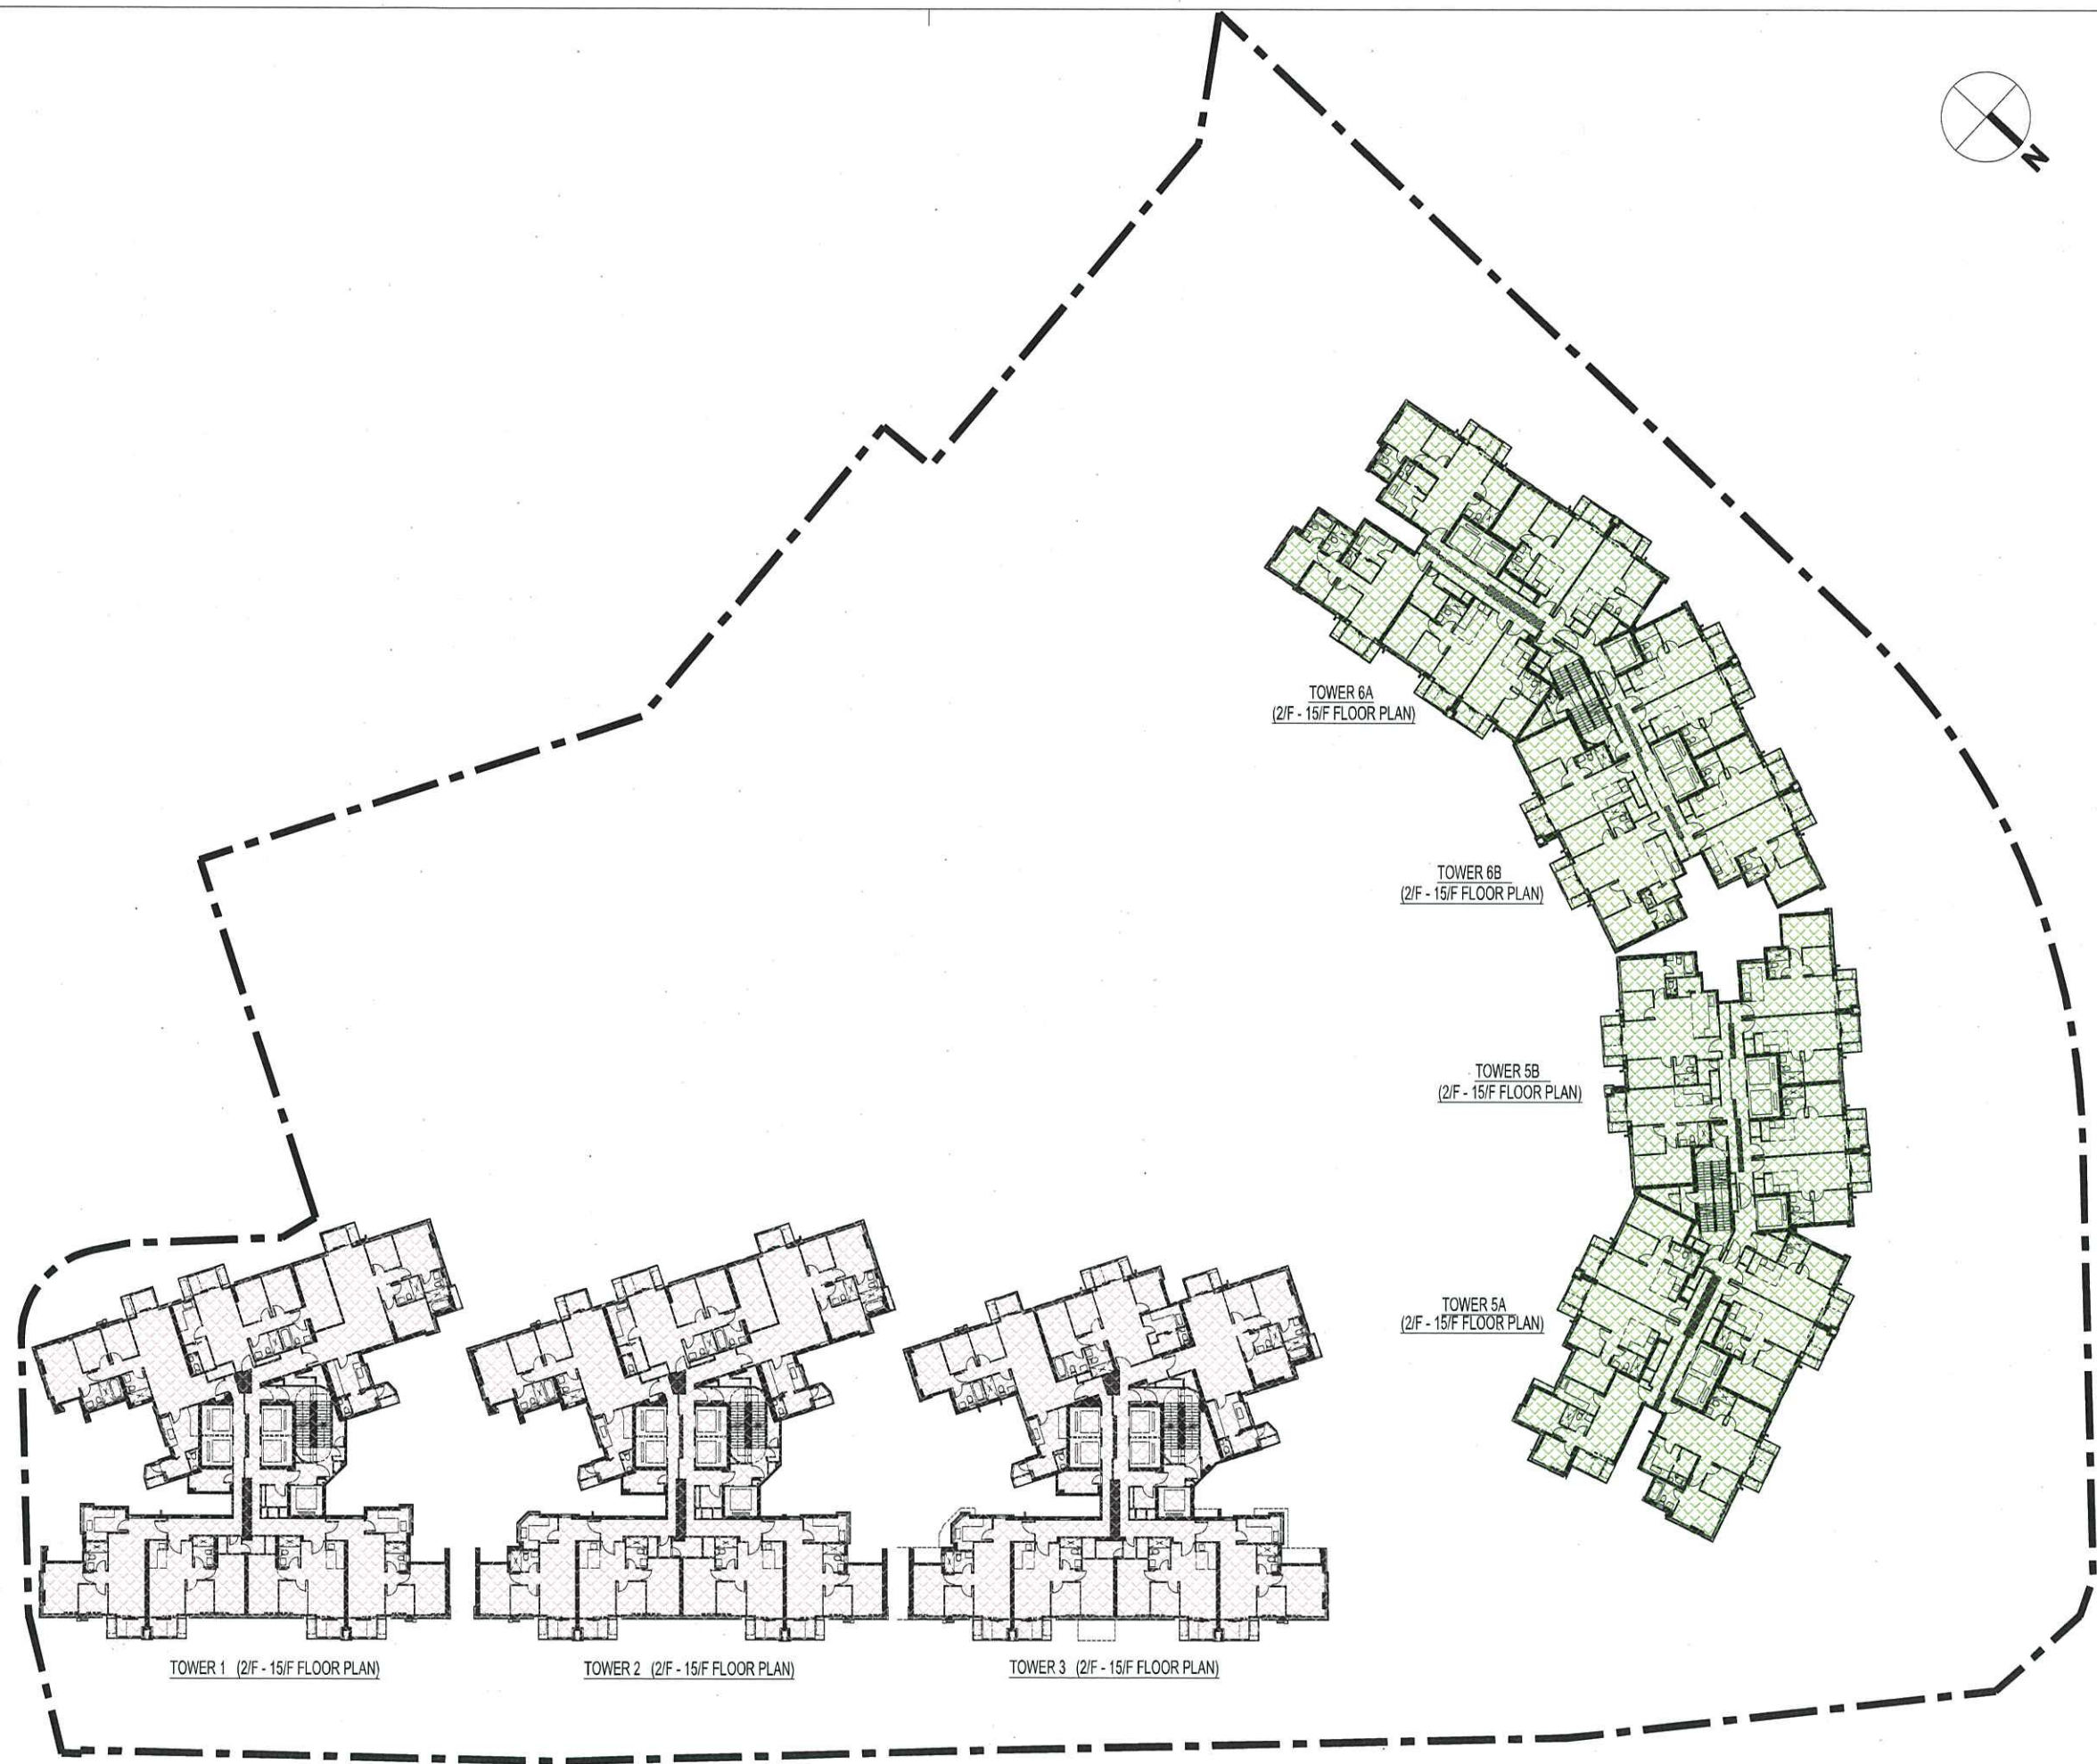 N
TOWER 6A
(2/F - 15/F FLOOR PLAN)
TOWER 6B
(2/F - 15/F FLOOR PLAN)
TOWER 5B
(2/F - 15/F FLOOR PLAN)
TOWER 5A
(2/F - 15/F FLOOR PLAN)
TOWER 1 (2/F - 15/F FLOOR PLAN)
TOWER 2 (2/F - 15/F FLOOR PLAN)
TOWER 3 (2/F - 15/F FLOOR PLAN)